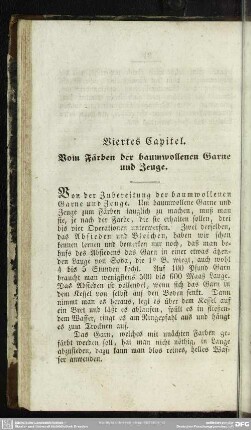 Viertes Capitel.
Vom Färben der baumwollenen Garne
und Zeuge.
Von der Zubereitung der baumwollenen
Garne und Zeuge. Um baumwollene Garne und
Zeuge zum Färben tauglich zu machen, muß man
sie, je nach der Farbe, die sie erhalten sollen, drei
bis vier Operationen unterwerfen. Zwei derselben,
das Absieden und Bleichen, haben wir schon
kennen lernen und bemerken nur noch, daß man be-
hufs des Absiedens das Garn in einer etwas ätzen-
den Lauge von Soda, der 1° B. wiegt, auch wohl
4 bis 5 Stunden kocht. Auf 100 Pfund Garn
braucht man wenigstens 500 bis 600 Maaß Lauge.
Das Absieden ist vollendet, wenn sich das Garn in
dem Kessel von selbst auf den Boden senkt. Dann
nimmt man es heraus, legt es über dem Kessel auf
ein Bret und läßt es ablaufen, spült es in fließen-
dem Wasser, ringt es am Ringepfahl aus und hängt
es zum Trocknen auf.
Das Garn, welches mit unächten Farben ge-
färbt werden soll, hat man nicht nöthig, in Lauge
abzusieden, dazu kann man blos reines, helles Was-
ser anwenden.